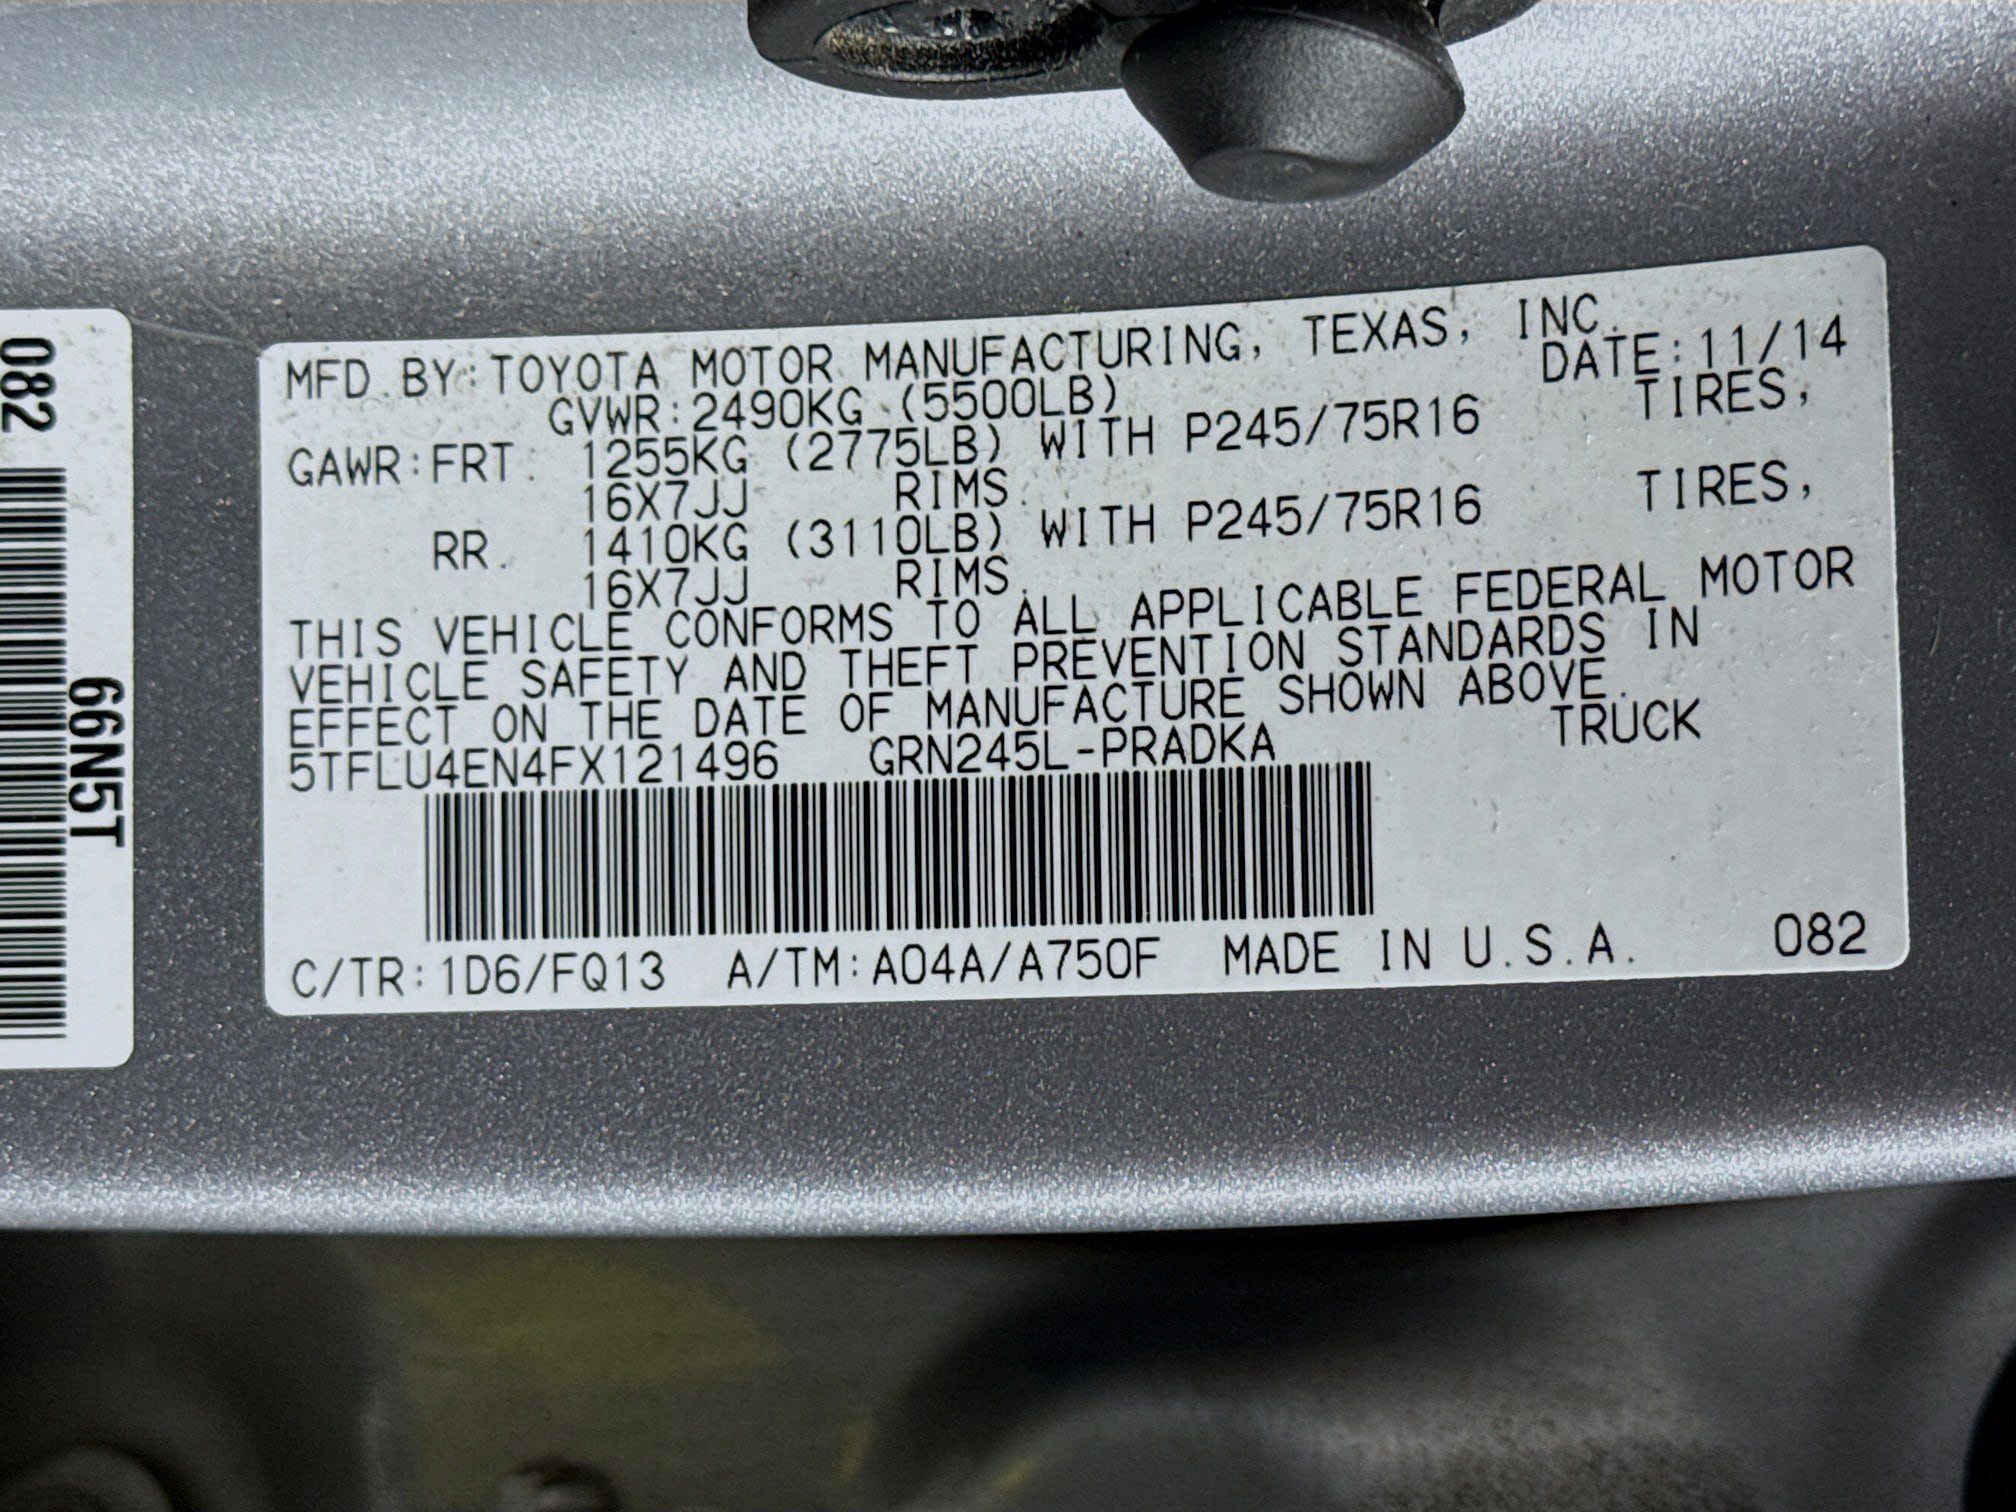 MFD. BY: TOYOTA MOTOR MANUFACTURING, TEXAS, INC.
GVWR: 2490KG (5500LB) DATE: 11/14
GAWR: FRT. 1255KG (2775LB) WITH P245/75R16 TIRES,
16X7JJ RIMS.
RR. 1410KG (3110LB) WITH P245/75R16 TIRES,
16X7JJ RIMS.
THIS VEHICLE CONFORMS TO ALL APPLICABLE FEDERAL MOTOR
VEHICLE SAFETY AND THEFT PREVENTION STANDARDS IN
EFFECT ON THE DATE OF MANUFACTURE SHOWN ABOVE.
5TFLU4EN4FX121496 GRN245L-PRADKA TRUCK
C/TR: 1D6/FQ13 A/TM: A04A/A750F MADE IN U.S.A. 082
082
66N5T